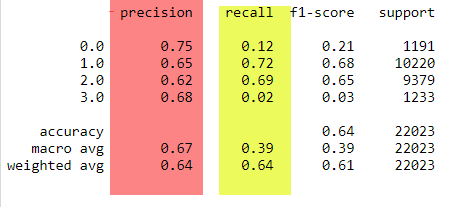 precision recall f1-score support
0.0 0.75 0.12 0.21 1191
1.0 0.65 0.72 0.68 10220
2.0 0.62 0.69 0.65 9379
3.0 0.68 0.02 0.03 1233
accuracy 0.64 22023
macro avg 0.67 0.39 0.39 22023
weighted avg 0.64 0.64 0.61 22023